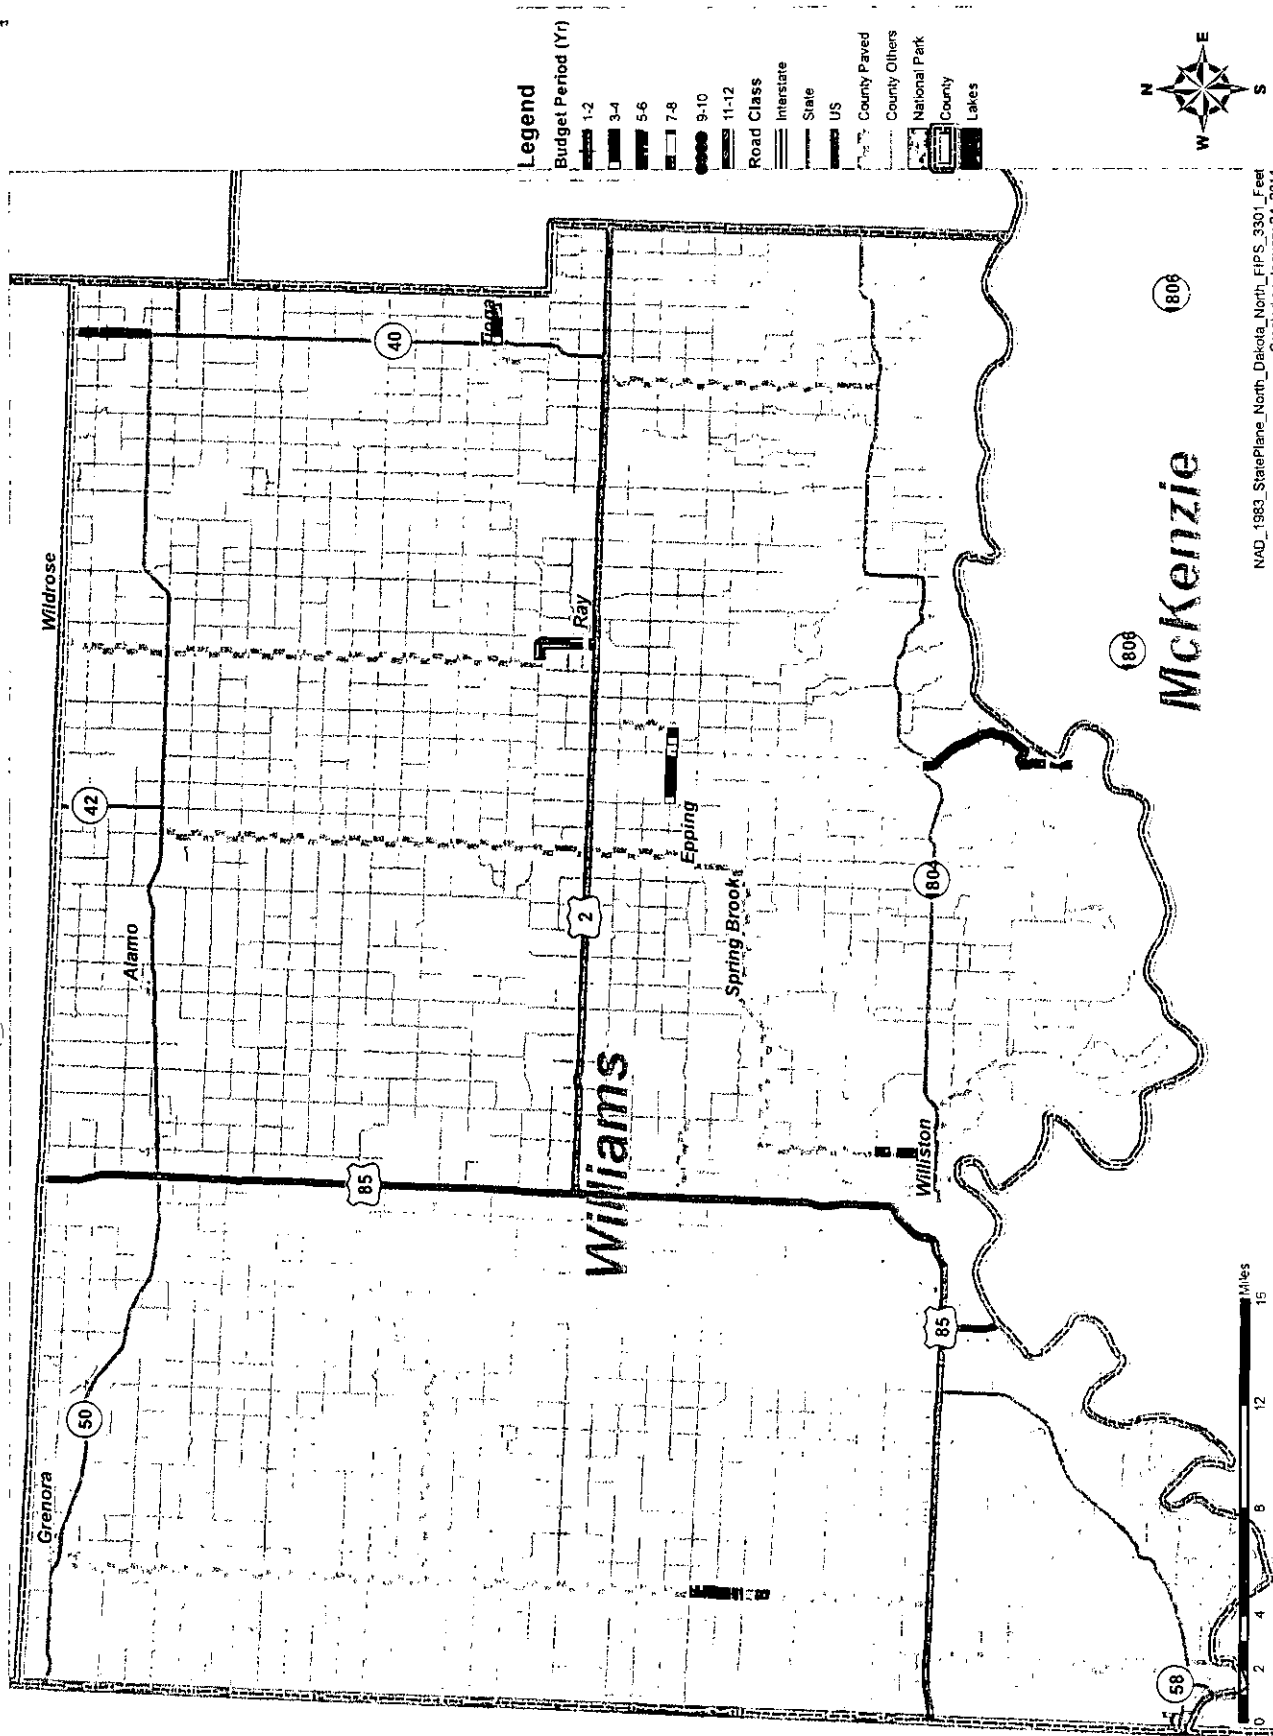 Legend
Budget Period (Yr)
1-2
3-4
5-6
7-8
9-10
11-12
Road Class
Interstate
State
US
County Paved
County Others
National Park
County
Lakes
N
E
S
W
Wildrose
Grenora
50
Alamo
42
40
Tioga
85
Ray
2
Williams
Epping
Spring Brook
Williston
1804
85
58
1806
1806
McKenzie
0 2 4 8 12 16
Miles
NAD_1983_StatePlane_North_Dakota_North_FIPS_3301_Feet